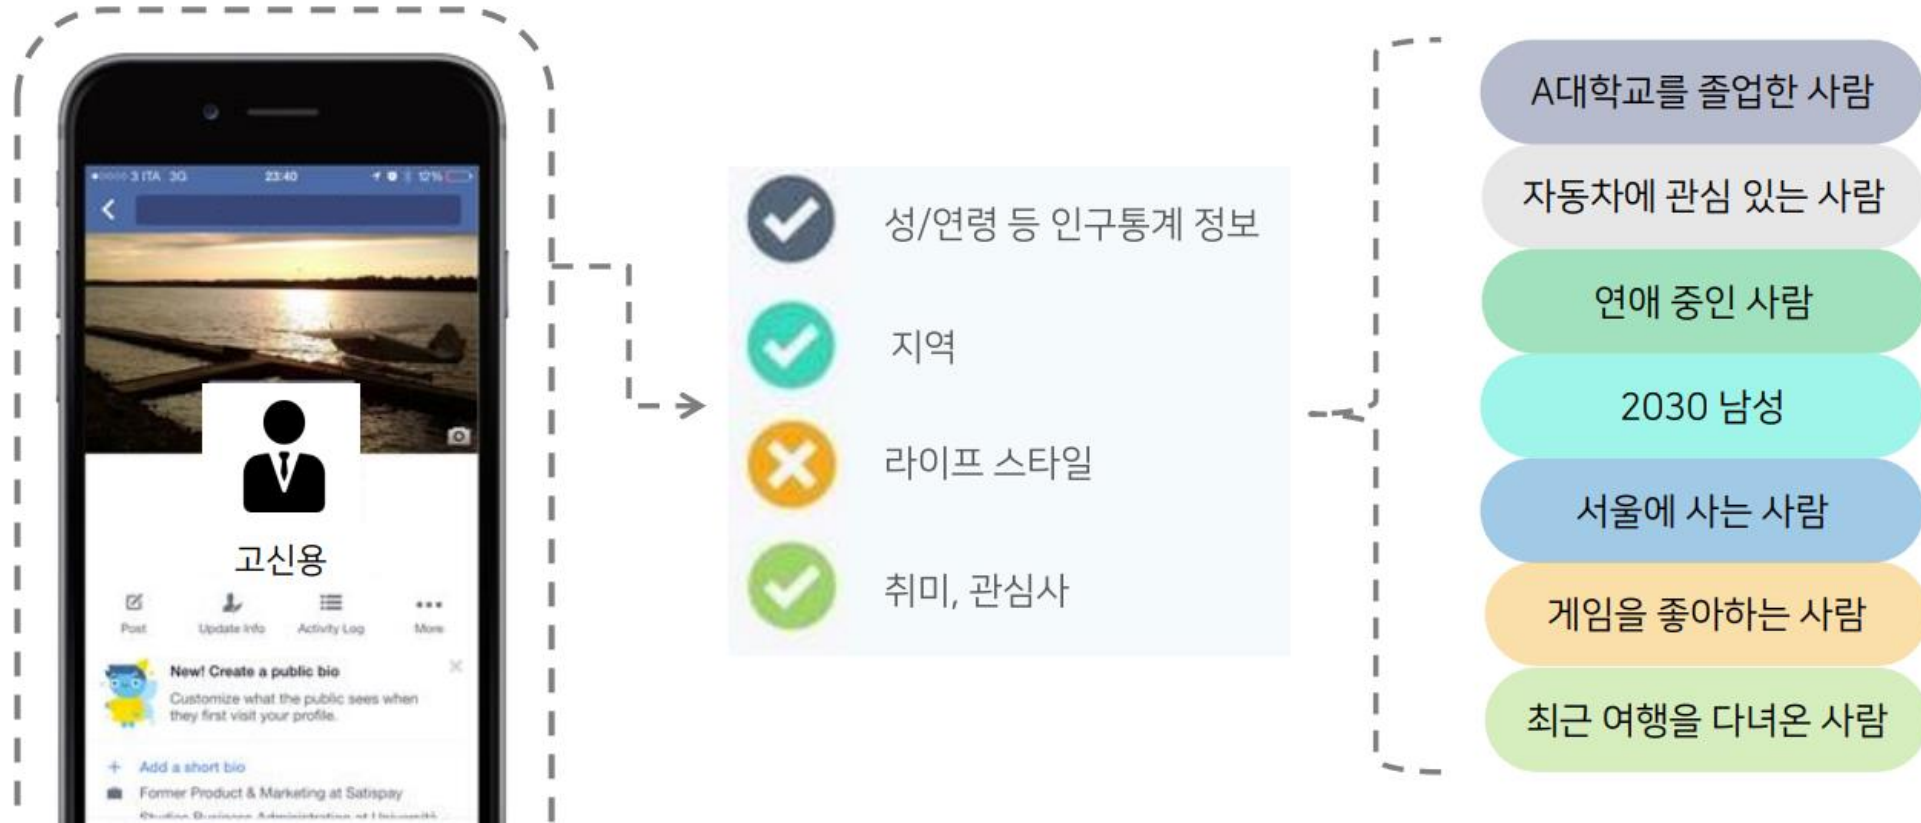 3 ITA 3G 23:40 12%
고신용
Post Update Info Activity Log More
New! Create a public bio
Customize what the public sees when
they first visit your profile.
+ Add a short bio
Former Product & Marketing at Satispay
Studies Business Administration at Università
성/연령 등 인구통계 정보
지역
라이프 스타일
취미, 관심사
A대학교를 졸업한 사람
자동차에 관심 있는 사람
연애 중인 사람
2030 남성
서울에 사는 사람
게임을 좋아하는 사람
최근 여행을 다녀온 사람